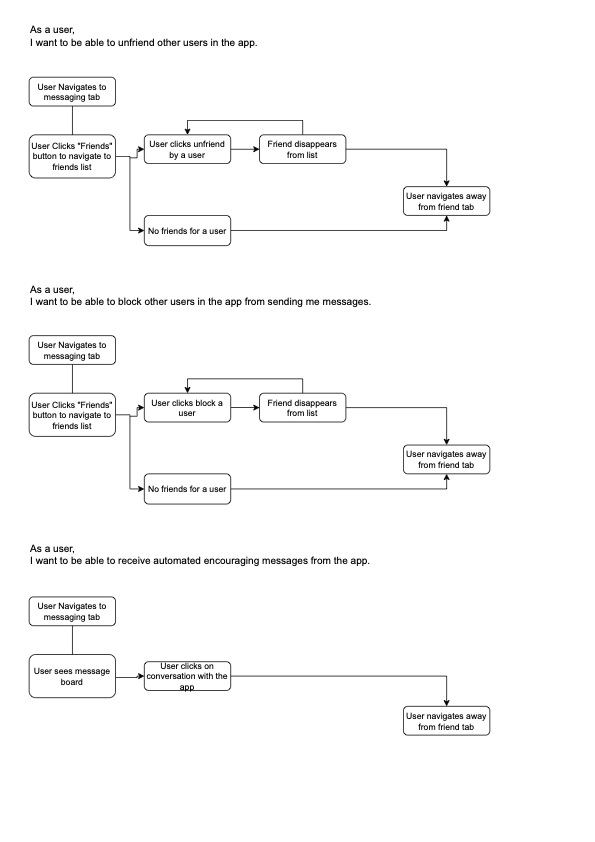 As a user,
I want to be able to unfriend other users in the app.
User Navigates to
messaging tab
User Clicks "Friends"
button to navigate to
friends list
User clicks unfriend
by a user
Friend disappears
from list
User navigates away
from friend tab
No friends for a user
As a user,
I want to be able to block other users in the app from sending me messages.
User Navigates to
messaging tab
User Clicks "Friends"
button to navigate to
friends list
User clicks block a
user
Friend disappears
from list
User navigates away
from friend tab
No friends for a user
As a user,
I want to be able to receive automated encouraging messages from the app.
User Navigates to
messaging tab
User sees message
board
User clicks on
conversation with the
app
User navigates away
from friend tab